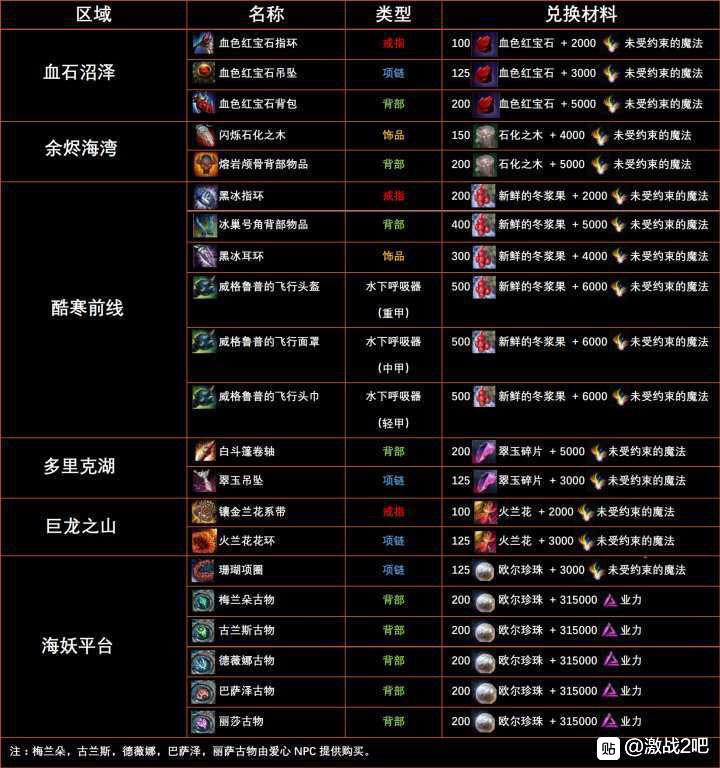 区域 名称 类型 兑换材料
血石沼泽
血色红宝石指环 戒指 100 血色红宝石 + 2000 未受约束的魔法
血色红宝石吊坠 项链 125 血色红宝石 + 3000 未受约束的魔法
血色红宝石背包 背部 200 血色红宝石 + 5000 未受约束的魔法
余烬海湾
闪烁石化之木 饰品 150 石化之木 + 4000 未受约束的魔法
熔岩颅骨背部物品 背部 200 石化之木 + 5000 未受约束的魔法
酷寒前线
黑冰指环 戒指 200 新鲜的冬浆果 + 2000 未受约束的魔法
冰巢号角背部物品 背部 400 新鲜的冬浆果 + 5000 未受约束的魔法
黑冰耳环 饰品 300 新鲜的冬浆果 + 4000 未受约束的魔法
威格鲁普的飞行头盔 水下呼吸器 500 新鲜的冬浆果 + 6000 未受约束的魔法
(重甲)
威格鲁普的飞行面罩 水下呼吸器 500 新鲜的冬浆果 + 6000 未受约束的魔法
(中甲)
威格鲁普的飞行头巾 水下呼吸器 500 新鲜的冬浆果 + 6000 未受约束的魔法
(轻甲)
多里克湖
白斗篷卷轴 背部 200 翠玉碎片 + 5000 未受约束的魔法
翠玉吊坠 项链 125 翠玉碎片 + 3000 未受约束的魔法
巨龙之山
镶金兰花系带 戒指 100 火兰花 + 2000 未受约束的魔法
火兰花花环 项链 125 火兰花 + 3000 未受约束的魔法
海妖平台
珊瑚项圈 项链 125 欧尔珍珠 + 3000 未受约束的魔法
梅兰朵古物 背部 200 欧尔珍珠 + 315000 业力
古兰斯古物 背部 200 欧尔珍珠 + 315000 业力
德薇娜古物 背部 200 欧尔珍珠 + 315000 业力
巴萨泽古物 背部 200 欧尔珍珠 + 315000 业力
丽莎古物 背部 200 欧尔珍珠 + 315000 业力
注：梅兰朵，古兰斯，德薇娜，巴萨泽，丽萨古物由爱心 NPC 提供购买。
贴 @激战2吧